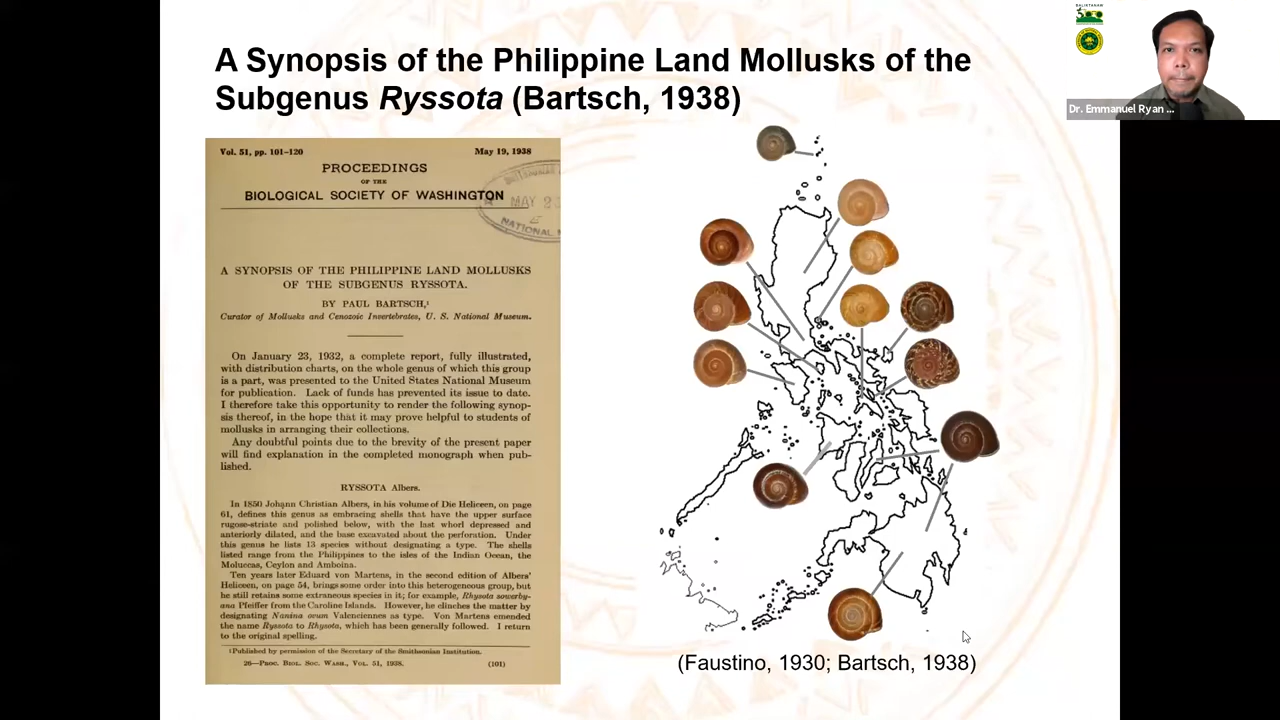 A Synopsis of the Philippine Land Mollusks of the
Subgenus Ryssota (Bartsch, 1938)
Dr. Emmanuel Ryan ...
Vol. 51, pp. 101-120 May 19, 1938
PROCEEDINGS
OF THE
BIOLOGICAL SOCIETY OF WASHINGTON
MAY 23
NATIONAL
A SYNOPSIS OF THE PHILIPPINE LAND MOLLUSKS
OF THE SUBGENUS RYSSOTA.
BY PAUL BARTSCH,¹
Curator of Mollusks and Cenozoic Invertebrates, U. S. National Museum.
On January 23, 1932, a complete report, fully illustrated,
with distribution charts, on the whole genus of which this group
is a part, was presented to the United States National Museum
for publication. Lack of funds has prevented its issue to date.
I therefore take this opportunity to render the following synop-
sis thereof, in the hope that it may prove helpful to students of
mollusks in arranging their collections.
Any doubtful points due to the brevity of the present paper
will find explanation in the completed monograph when pub-
lished.
RYSSOTA Albers.
In 1850 Johann Christian Albers, in his volume of Die Heliceen, on page
61, defines this genus as embracing shells that have the upper surface
rugose-striate and polished below, with the last whorl depressed and
anteriorly dilated, and the base excavated about the perforation. Under
this genus he lists 13 species without designating a type. The shells
listed range from the Philippines to the isles of the Indian Ocean, the
Moluccas, Ceylon and Amboina.
Ten years later Eduard von Martens, in the second edition of Albers'
Heliceen, on page 54, brings some order into this heterogeneous group, but
he still retains some extraneous species in it; for example, Rhysota sowerby-
ana Pfeiffer from the Caroline Islands. However, he clinches the matter by
designating Nanina ovum Valenciennes as type. Von Martens emended
the name Ryssota to Rhysota, which has been generally followed. I return
to the original spelling.
¹Published by permission of the Secretary of the Smithsonian Institution.
26—PROC. BIOL. SOC. WASH., VOL. 51, 1938. (101)
(Faustino, 1930; Bartsch, 1938)